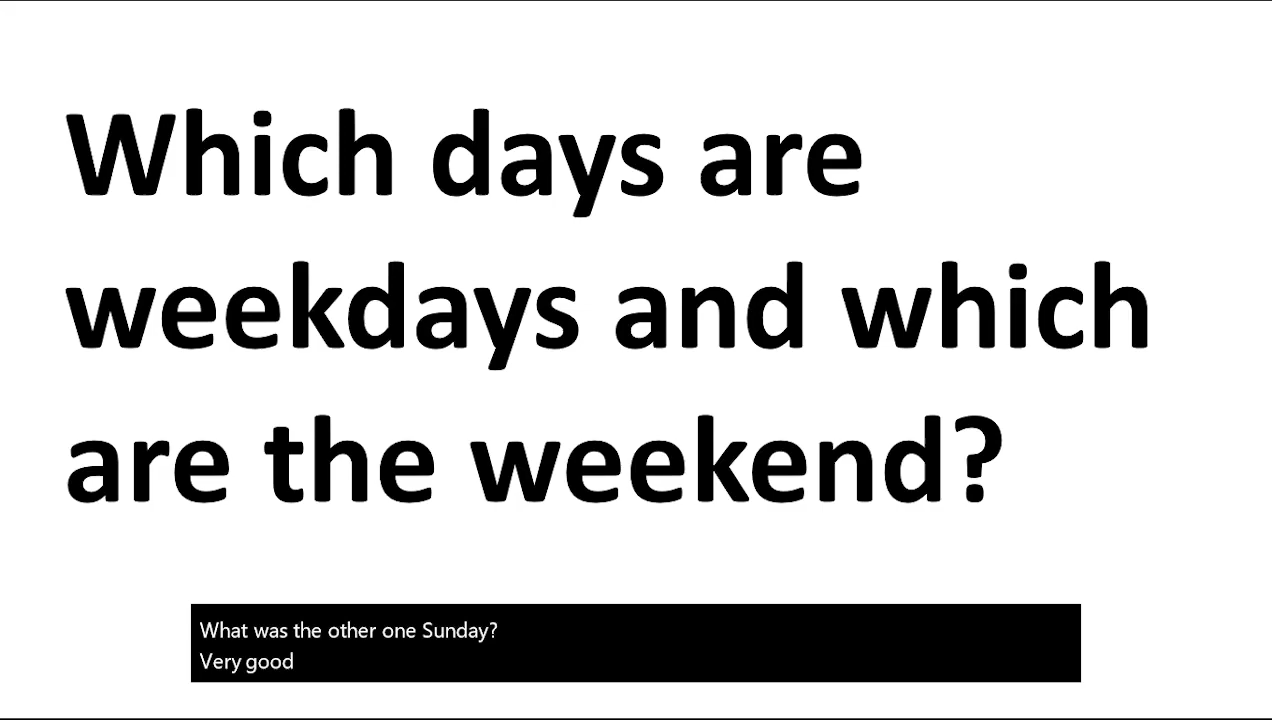 Which days are
weekdays and which
are the weekend?
What was the other one Sunday?
Very good